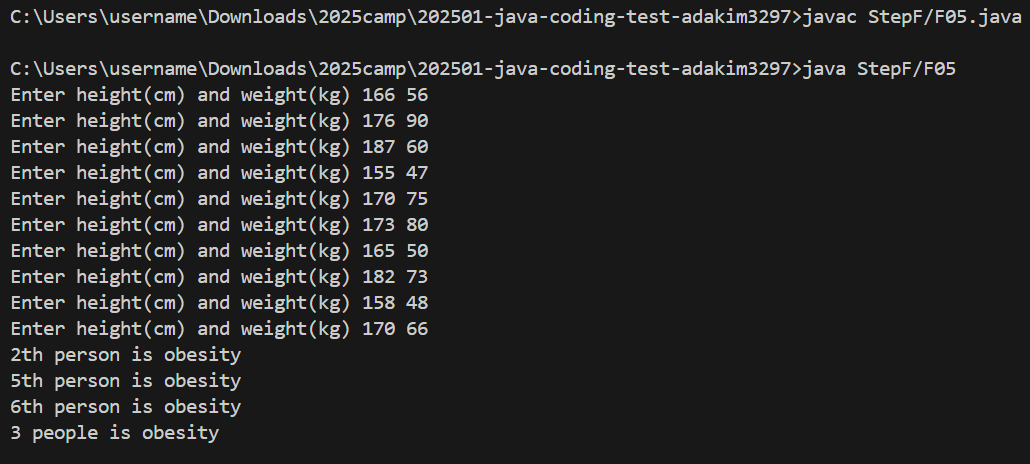 C:\Users\username\Downloads\2025camp\202501-java-coding-test-adakim3297>javac StepF/F05.java
C:\Users\username\Downloads\2025camp\202501-java-coding-test-adakim3297>java StepF/F05
Enter height(cm) and weight(kg) 166 56
Enter height(cm) and weight(kg) 176 90
Enter height(cm) and weight(kg) 187 60
Enter height(cm) and weight(kg) 155 47
Enter height(cm) and weight(kg) 170 75
Enter height(cm) and weight(kg) 173 80
Enter height(cm) and weight(kg) 165 50
Enter height(cm) and weight(kg) 182 73
Enter height(cm) and weight(kg) 158 48
Enter height(cm) and weight(kg) 170 66
2th person is obesity
5th person is obesity
6th person is obesity
3 people is obesity